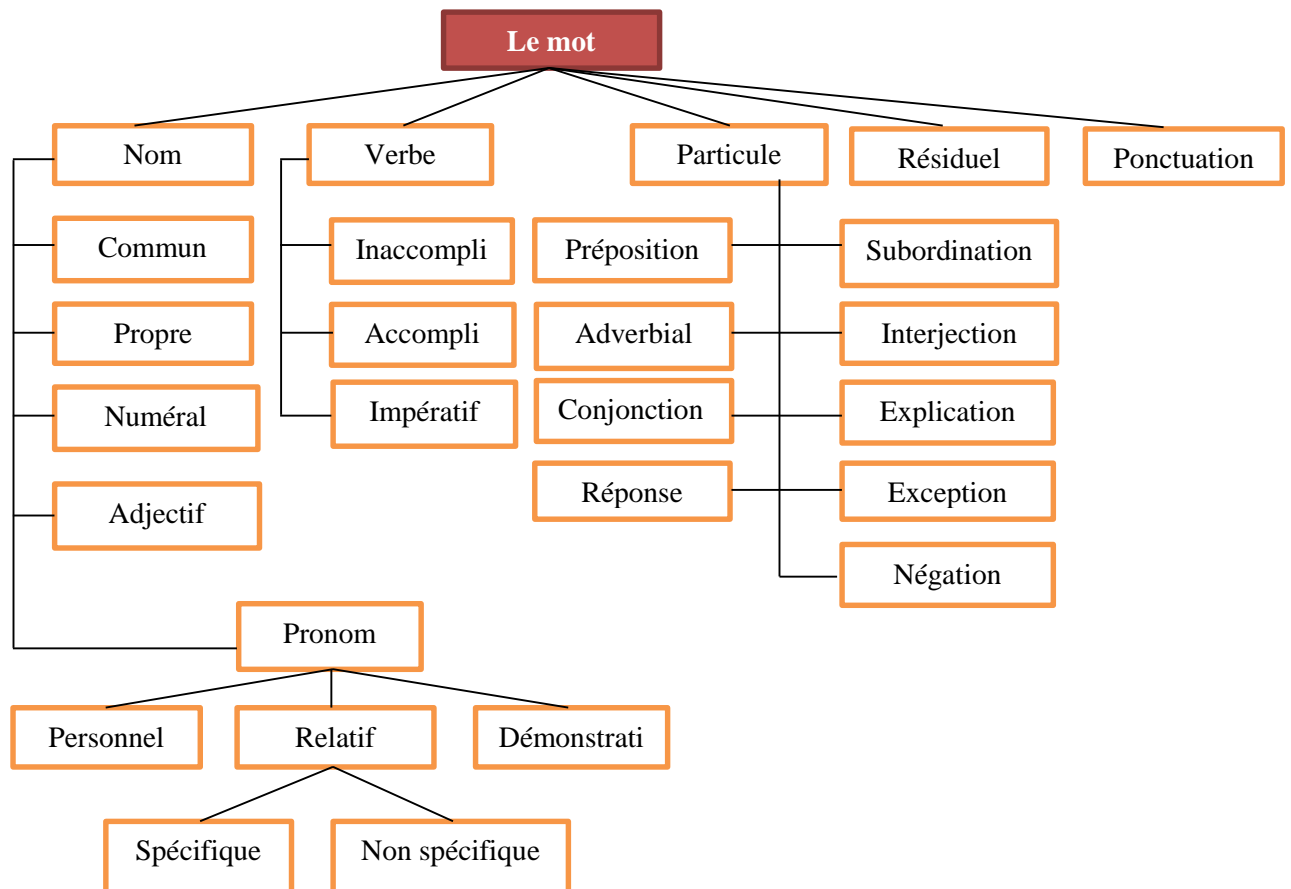 Le mot
Nom
Verbe
Particule
Résiduel
Ponctuation
Commun
Inaccompli
Préposition
Subordination
Propre
Accompli
Adverbial
Interjection
Numéral
Impératif
Conjonction
Explication
Adjectif
Réponse
Exception
Négation
Pronom
Personnel
Relatif
Démonstrati
Spécifique
Non spécifique